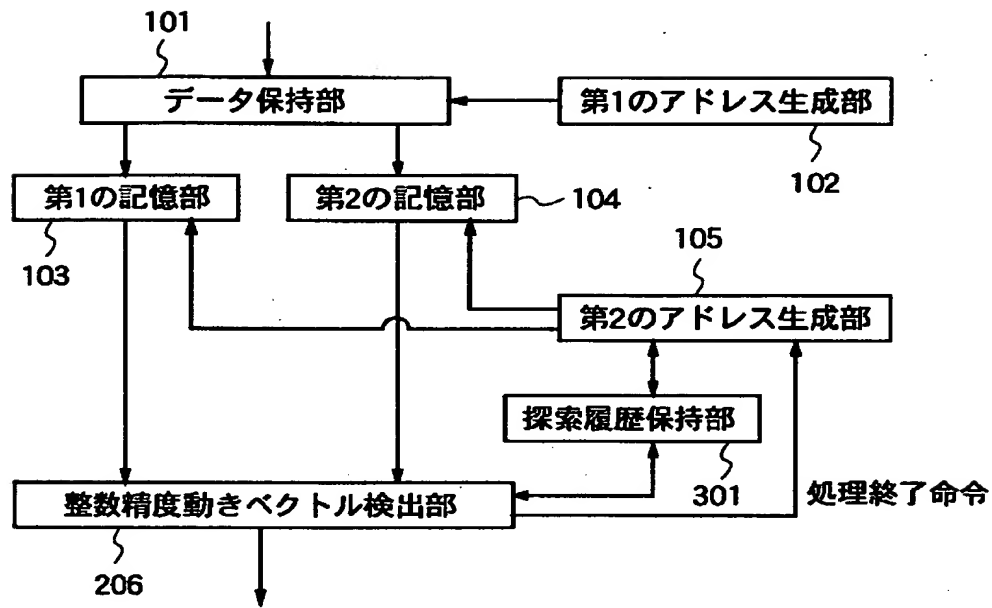 101
データ保持部
第1のアドレス生成部
102
第1の記憶部
第2の記憶部
104
103
105
第2のアドレス生成部
探索履歴保持部
301
処理終了命令
整数精度動きベクトル検出部
206